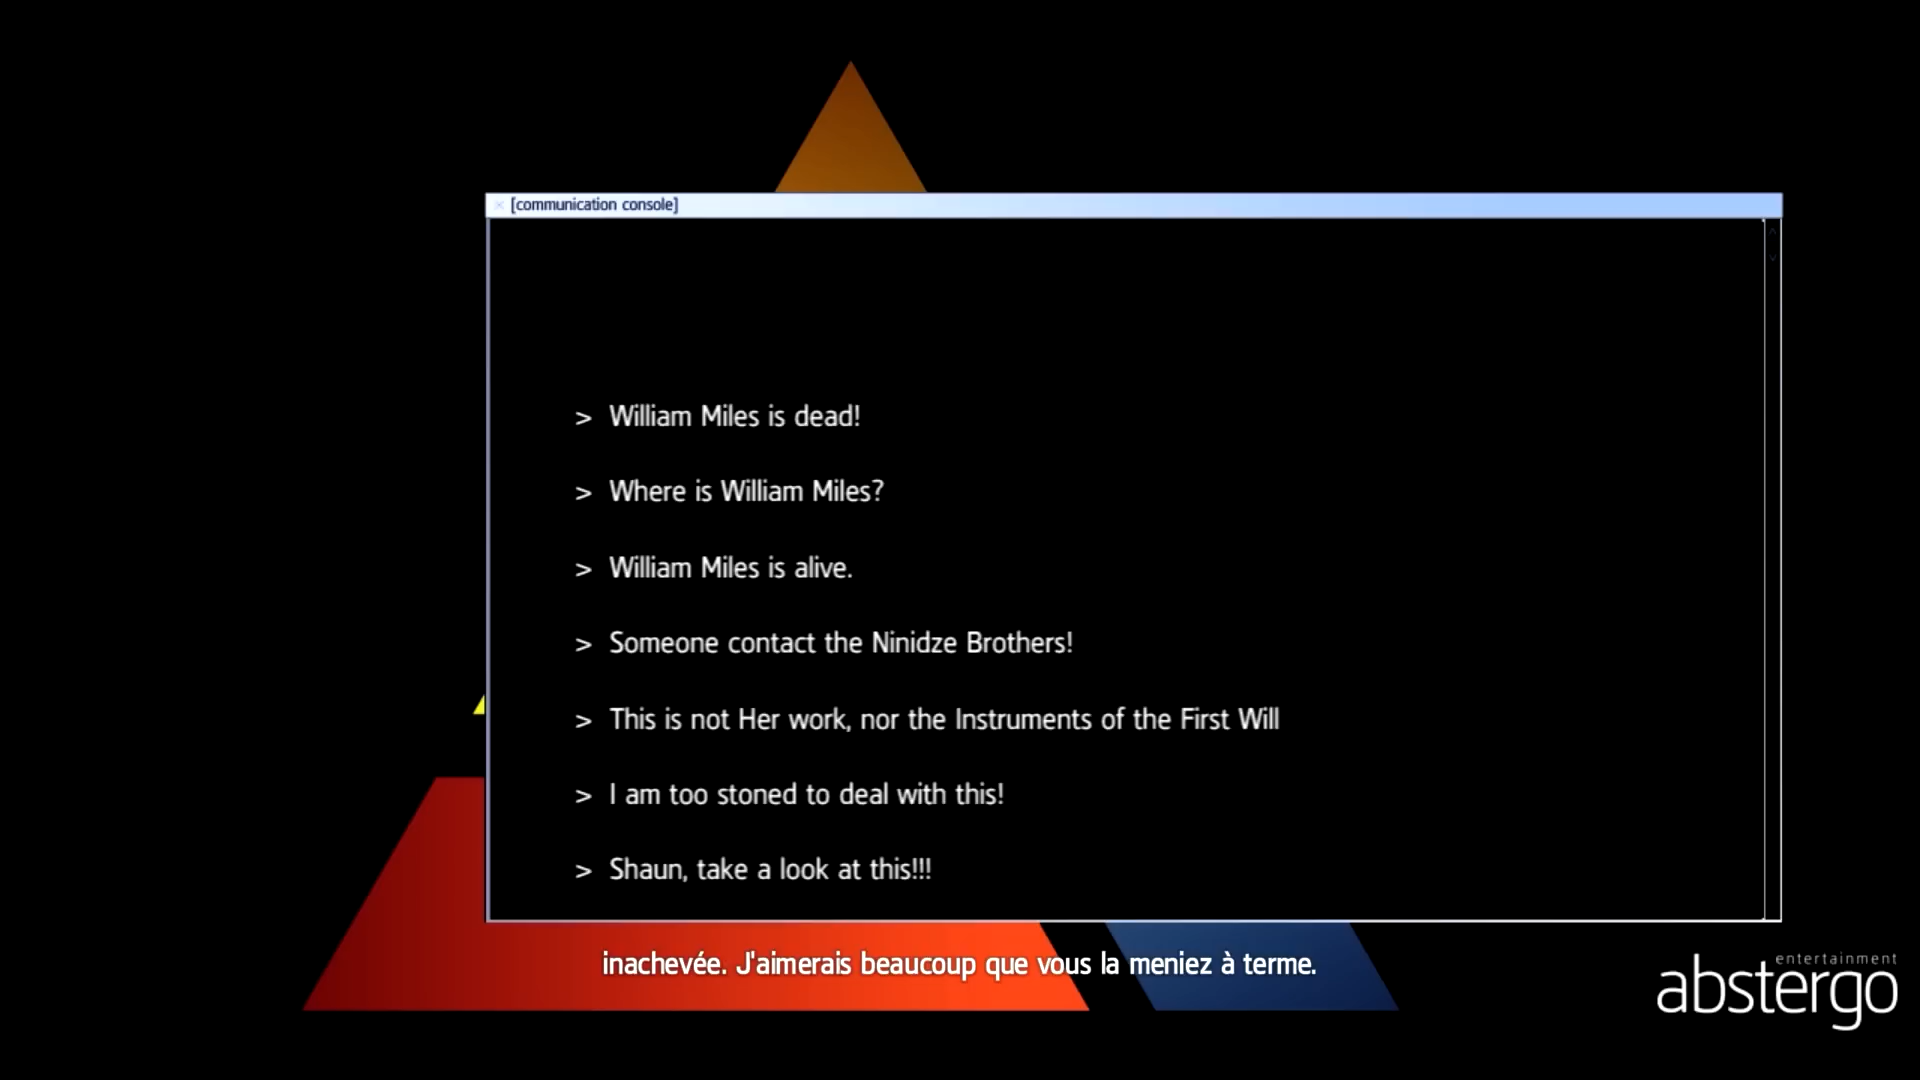 [communication console]
> William Miles is dead!
> Where is William Miles?
> William Miles is alive.
> Someone contact the Ninidze Brothers!
> This is not Her work, nor the Instruments of the First Will
> I am too stoned to deal with this!
> Shaun, take a look at this!!!
inachevée. J'aimerais beaucoup que vous la meniez à terme.
entertainment
abstergo